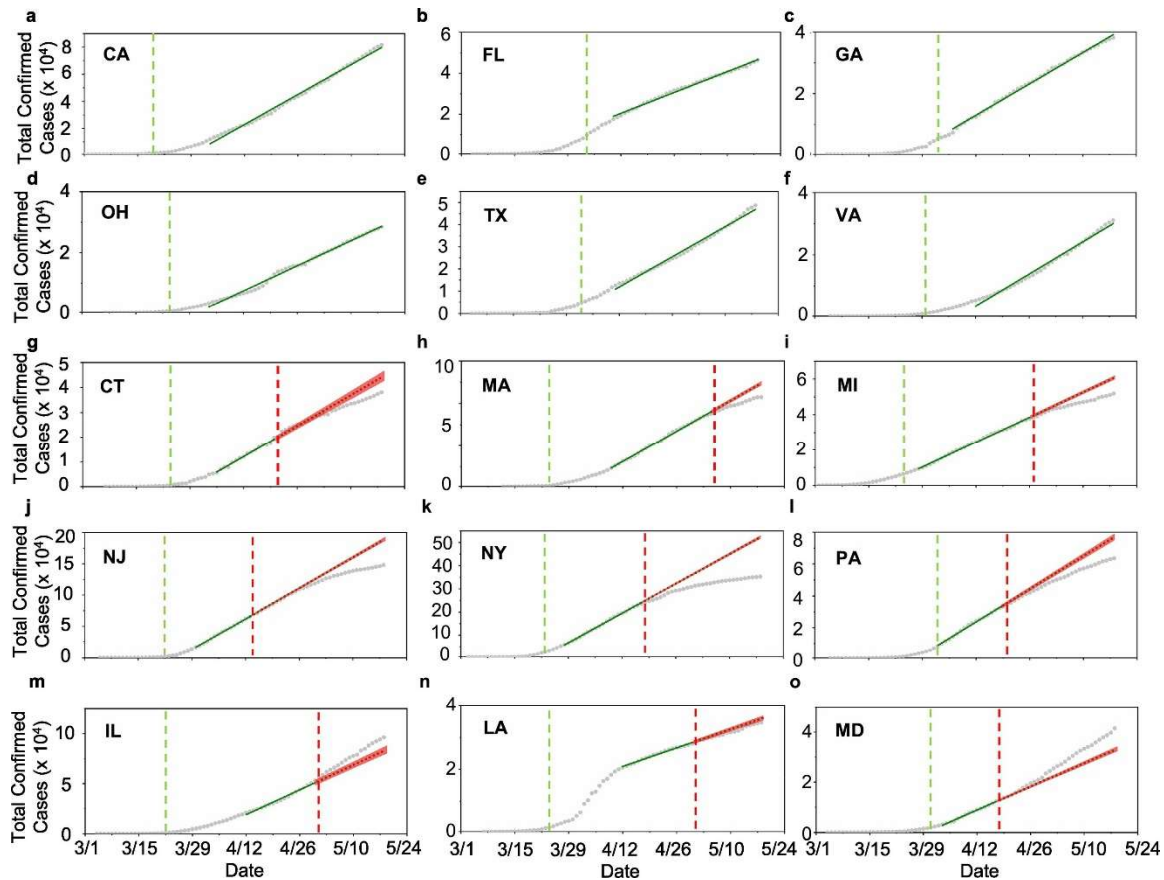 a b c
CA FL GA
Total Confirmed Cases (x 10⁴)
8 6 4 2 0
6 4 2 0
4 2 0
d e f
OH TX VA
Total Confirmed Cases (x 10⁴)
4 2 0
5 4 3 2 1 0
4 2 0
g h i
CT MA MI
Total Confirmed Cases (x 10⁴)
5 4 3 2 1 0
10 5 0
6 4 2 0
j k l
NJ NY PA
Total Confirmed Cases (x 10⁴)
20 15 10 5 0
50 40 30 20 10 0
8 6 4 2 0
m n o
IL LA MD
Total Confirmed Cases (x 10⁴)
10 5 0
4 2 0
4 2 0
3/1 3/15 3/29 4/12 4/26 5/10 5/24
3/1 3/15 3/29 4/12 4/26 5/10 5/24
3/1 3/15 3/29 4/12 4/26 5/10 5/24
Date Date Date